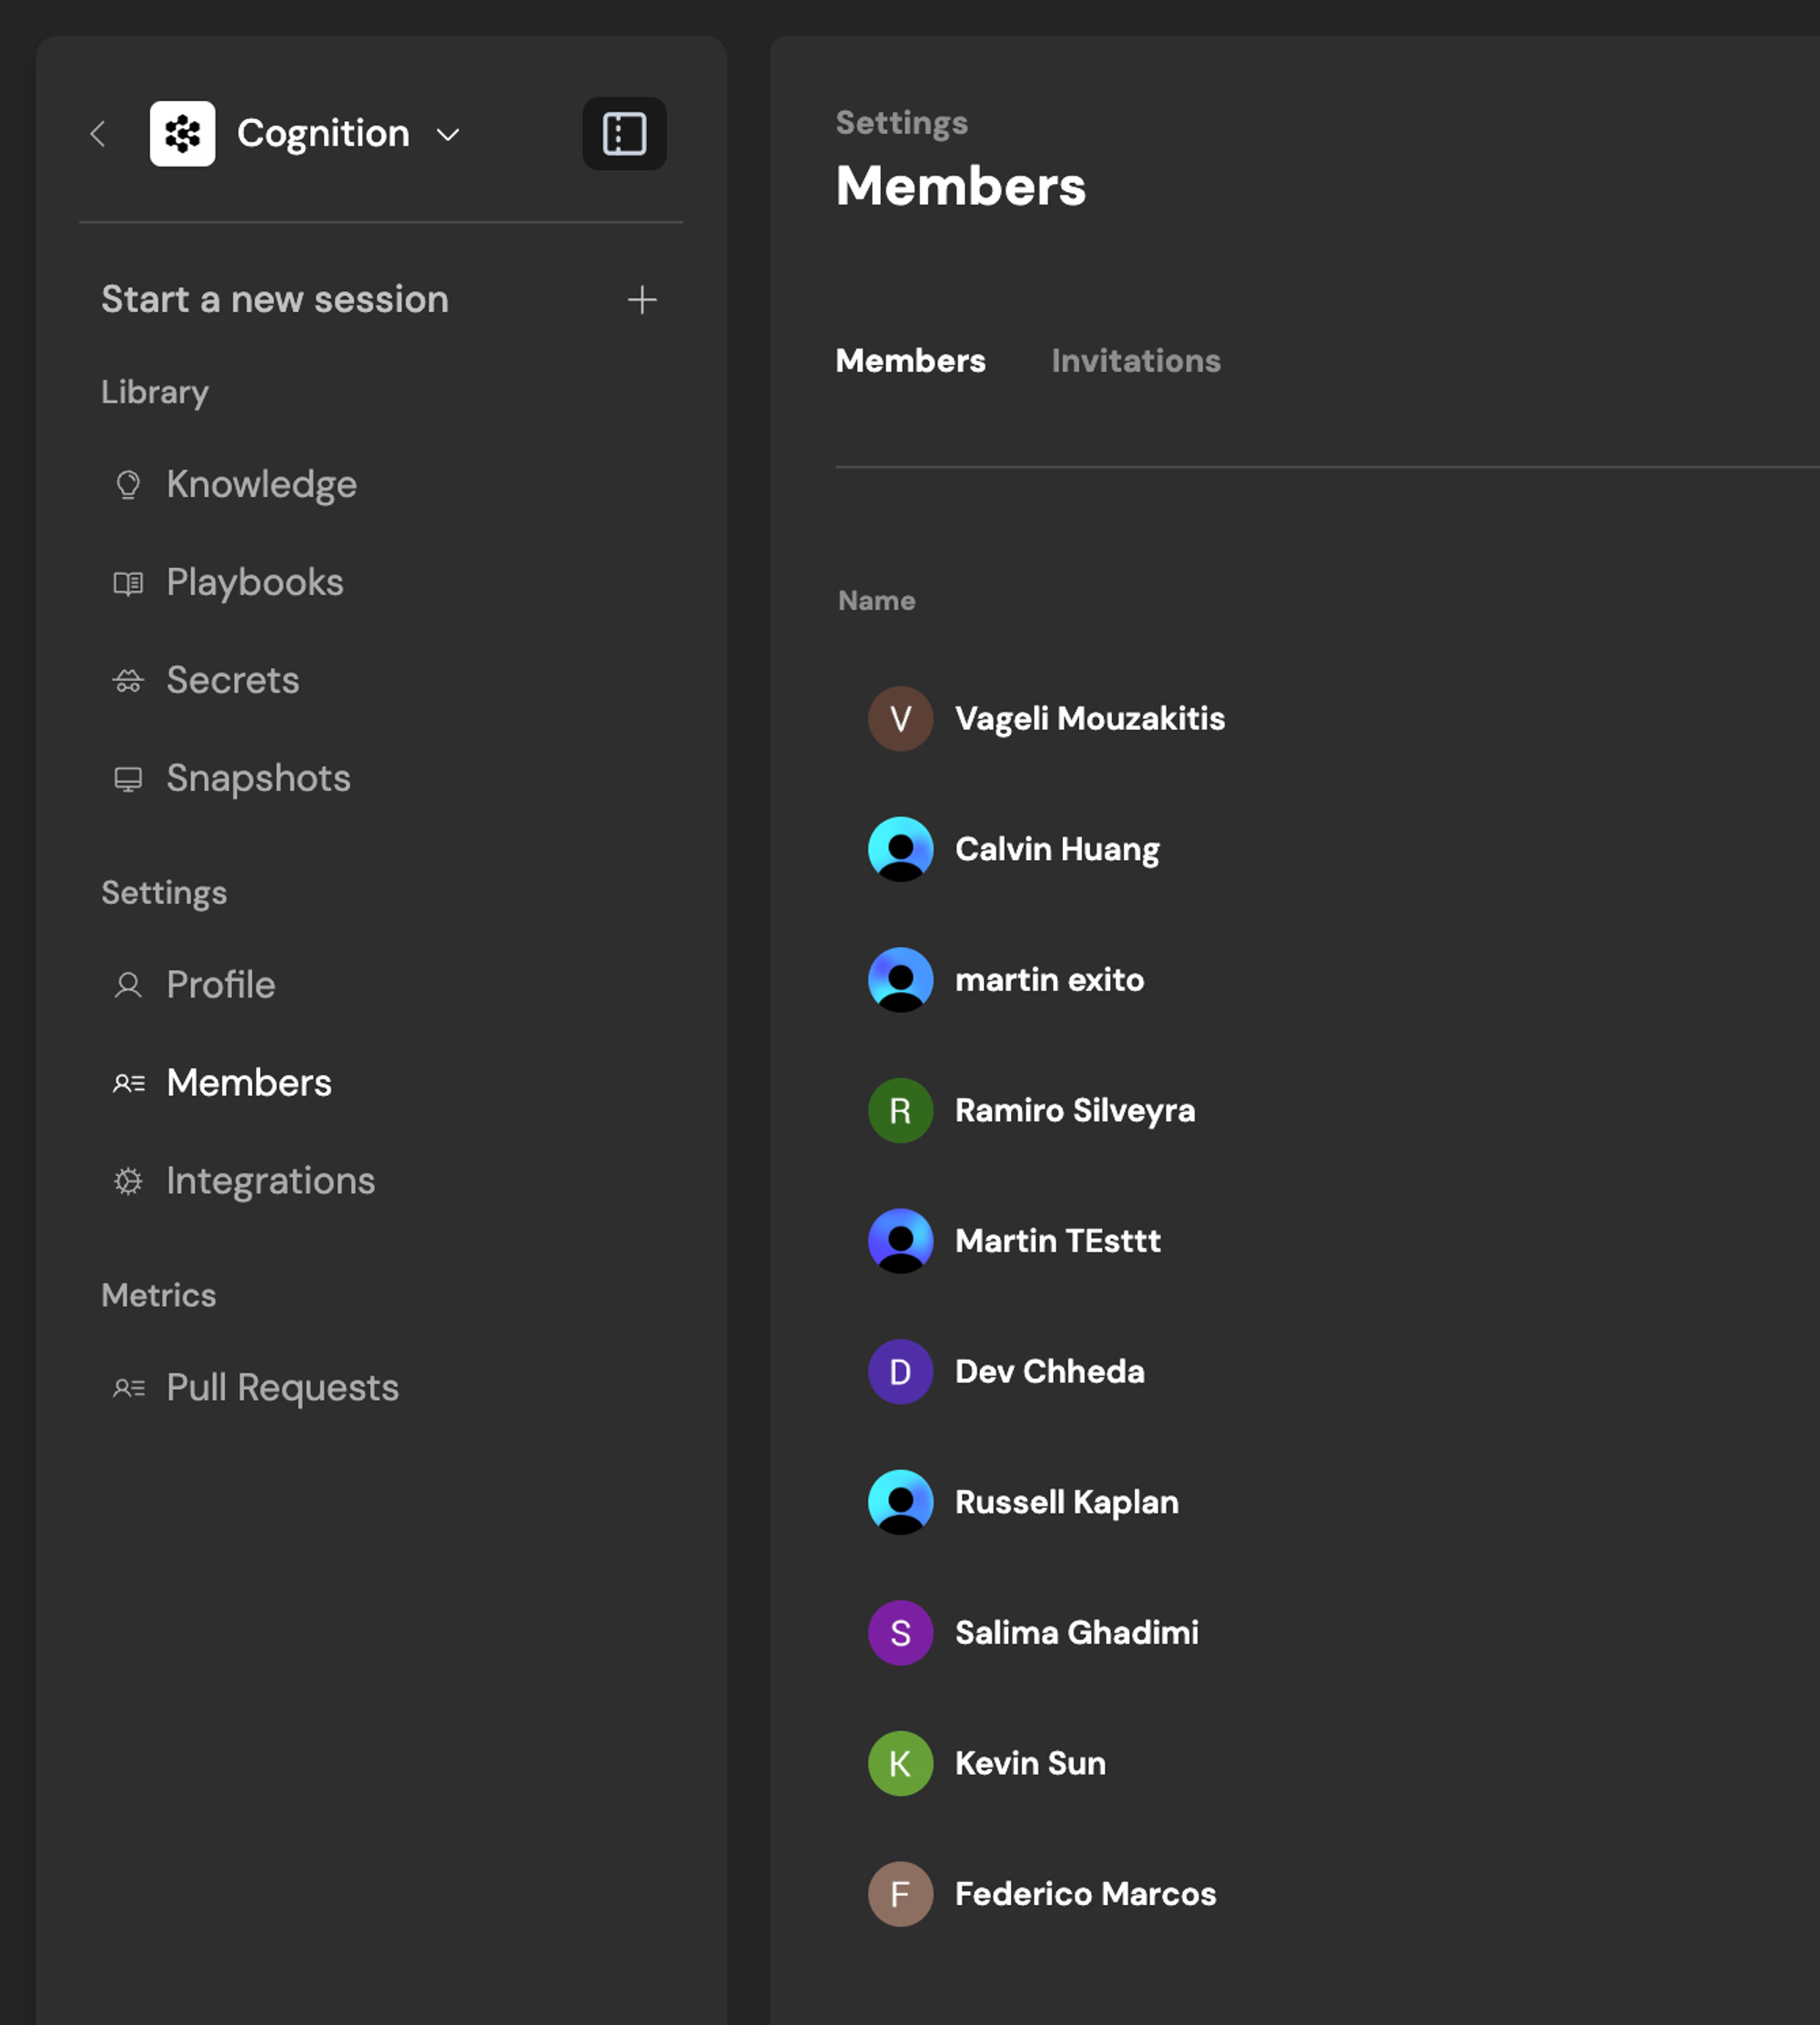 Cognition
Start a new session
Library
Knowledge
Playbooks
Secrets
Snapshots
Settings
Profile
Members
Integrations
Metrics
Pull Requests
Settings
Members
Members Invitations
Name
V Vageli Mouzakitis
Calvin Huang
martin exito
R Ramiro Silveyra
Martin TEsttt
D Dev Chheda
Russell Kaplan
S Salima Ghadimi
K Kevin Sun
F Federico Marcos